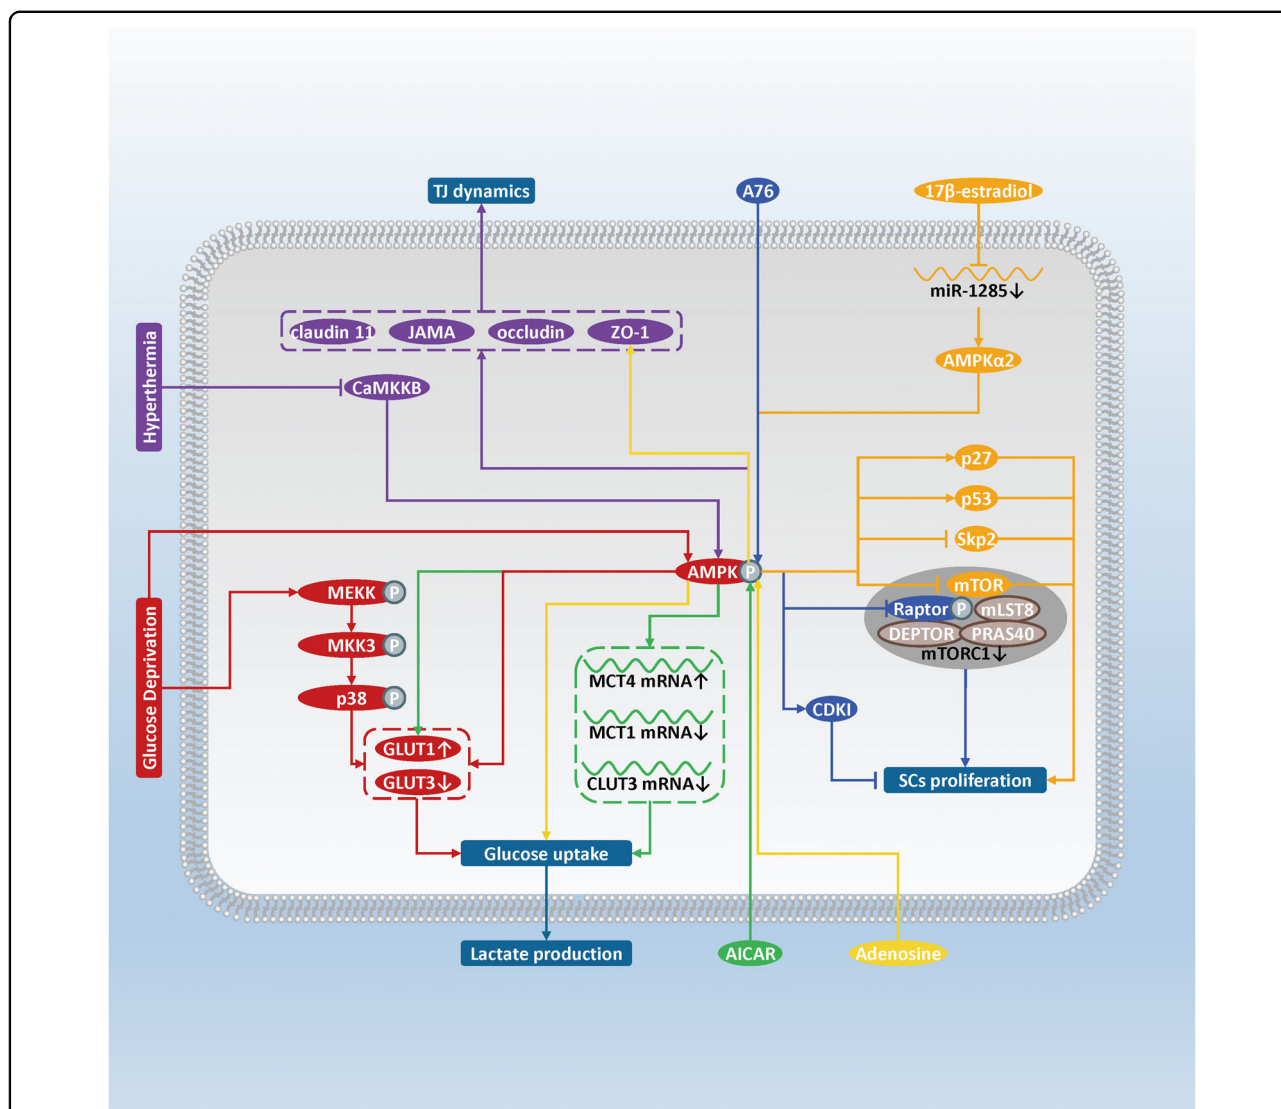 TJ dynamics
A76
17β-estradiol
miR-1285↓
claudin 11
JAMA
occludin
ZO-1
AMPKα2
Hyperthermia
CaMKKB
p27
p53
Skp2
AMPK P
mTOR
MEKK P
Raptor P
mLST8
DEPTOR
PRAS40
mTORC1↓
MKK3 P
Glucose Deprivation
p38 P
MCT4 mRNA↑
MCT1 mRNA↓
CLUT3 mRNA↓
CDKI
GLUT1↑
GLUT3↓
SCs proliferation
Glucose uptake
Lactate production
AICAR
Adenosine